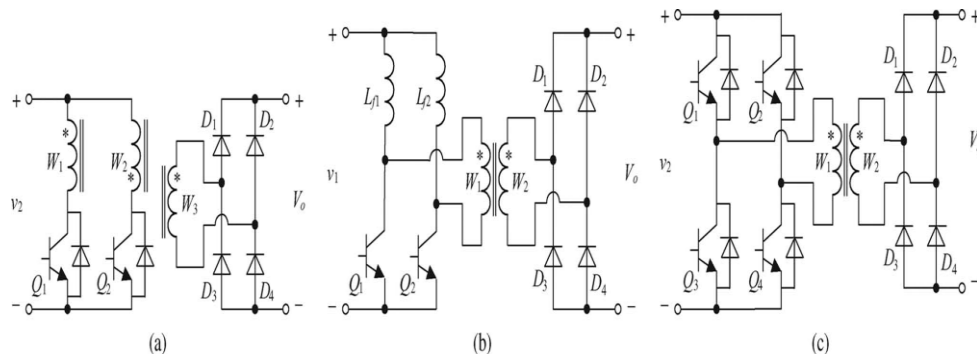 + +
D1 D2
* W1 W2 *
* W3
v2 Vo
Q1 Q2
D3 D4
− −
(a)
+ +
D1 D2
Lf1 Lf2
* *
W1 W2
v1 Vo
Q1 Q2
D3
D4
− −
(b)
+ +
D1 D2
Q1 Q2
* *
W1 W2
v2
Q3 Q4
D3 D4
− −
(c)